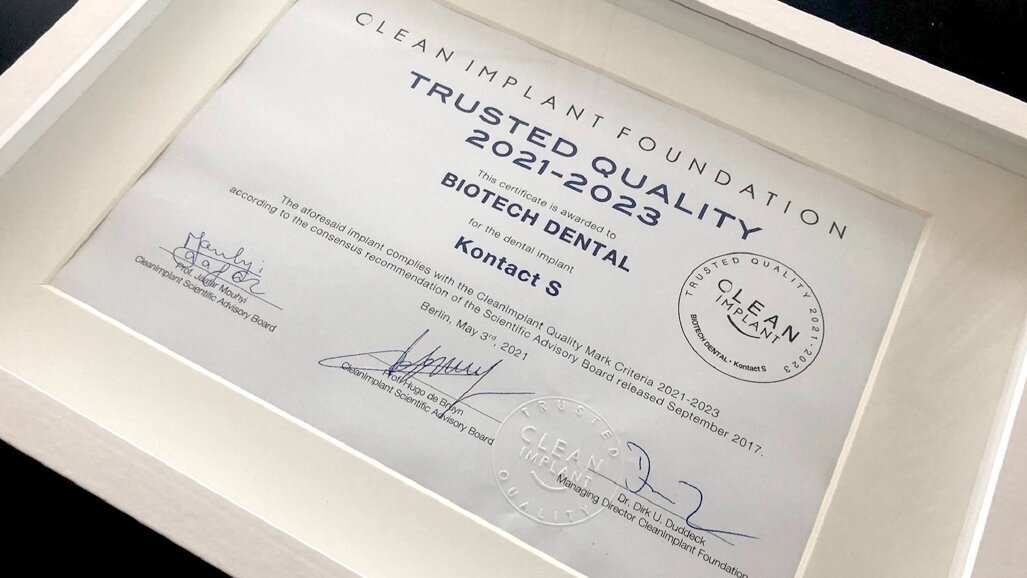 CLEAN IMPLANT FOUNDATION
TRUSTED QUALITY
2021-2023
This certificate is awarded to
BIOTECH DENTAL
for the dental implant
Kontact S
The aforesaid implant complies with the CleanImplant Quality Mark Criteria 2021-2023
according to the consensus recommendation of the Scientific Advisory Board released September 2017.
Berlin, May 3rd, 2021
Prof. Jaafar Mouhyi
CleanImplant Scientific Advisory Board
Prof. Hugo de Bruyn
CleanImplant Scientific Advisory Board
Dr. Dirk U. Duddeck
Managing Director CleanImplant Foundation
TRUSTED QUALITY 2021-2023
CLEAN
IMPLANT
BIOTECH DENTAL • Kontact S
TRUSTED
CLEAN
IMPLANT
QUALITY